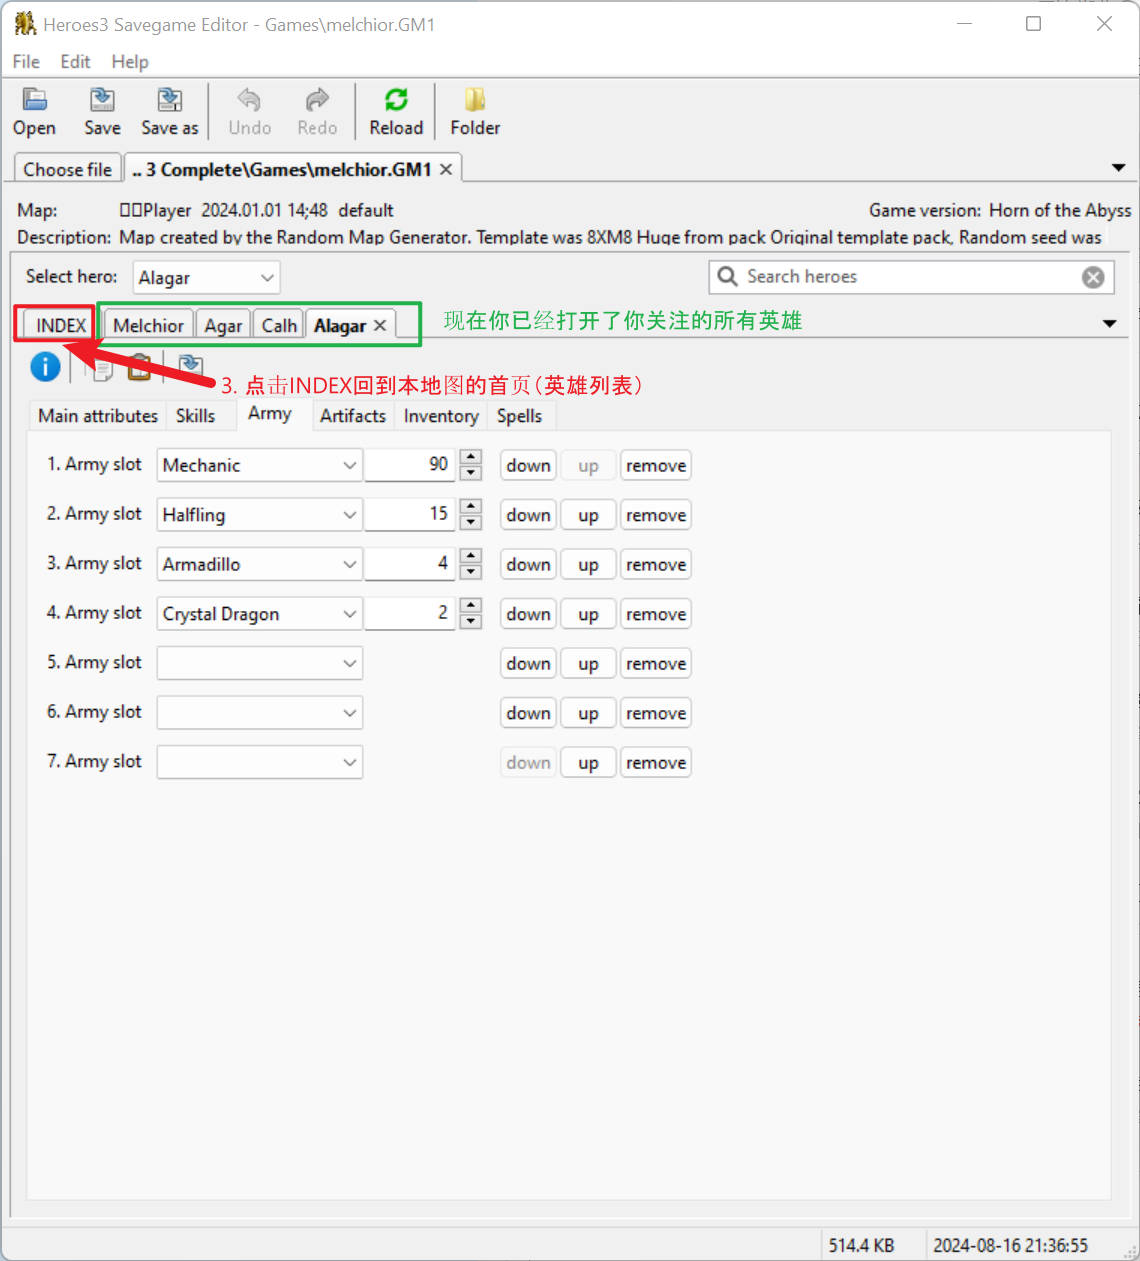 Heroes3 Savegame Editor - Games\melchior.GM1
File Edit Help
Open Save Save as Undo Redo Reload Folder
Choose file .. 3 Complete\Games\melchior.GM1
Map: 口口Player 2024.01.01 14;48 default Game version: Horn of the Abyss
Description: Map created by the Random Map Generator. Template was 8XM8 Huge from pack Original template pack, Random seed was
Select hero: Alagar Search heroes
INDEX Melchior Agar Calh Alagar 现在你已经打开了你关注的所有英雄
3. 点击INDEX回到本地图的首页(英雄列表)
Main attributes Skills Army Artifacts Inventory Spells
1. Army slot Mechanic 90 down up remove
2. Army slot Halfling 15 down up remove
3. Army slot Armadillo 4 down up remove
4. Army slot Crystal Dragon 2 down up remove
5. Army slot down up remove
6. Army slot down up remove
7. Army slot down up remove
514.4 KB 2024-08-16 21:36:55